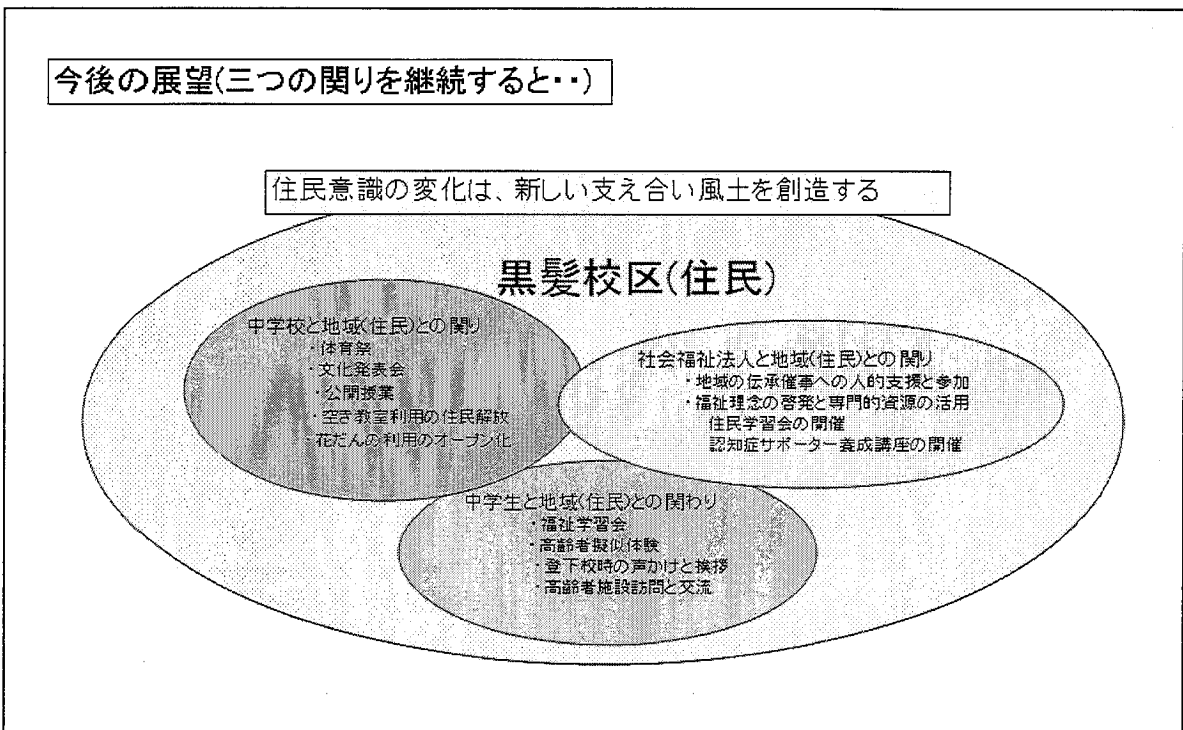 今後の展望(三つの関りを継続すると・・)
住民意識の変化は、新しい支え合い風土を創造する
黒髪校区(住民)
中学校と地域(住民)との関り
・体育祭
・文化発表会
・公開授業
・空き教室利用の住民解放
・花だんの利用のオープン化
社会福祉法人と地域(住民)との関り
・地域の伝承催事への人的支援と参加
・福祉理念の啓発と専門的資源の活用
住民学習会の開催
認知症サポーター養成講座の開催
中学生と地域(住民)との関わり
・福祉学習会
・高齢者擬似体験
・登下校時の声かけと挨拶
・高齢者施設訪問と交流